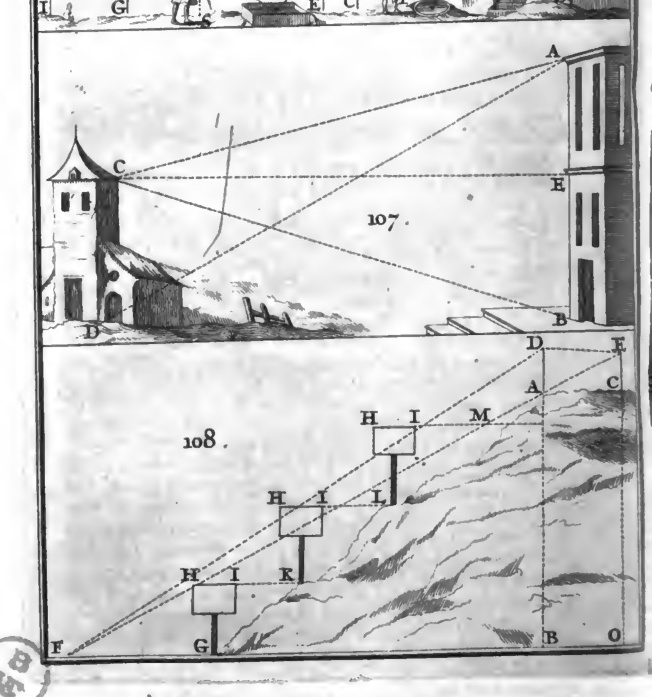 I G S E C
A
C
E
107.
B
D
D E
A C
H I M
108.
H I L
H I K
F G B O